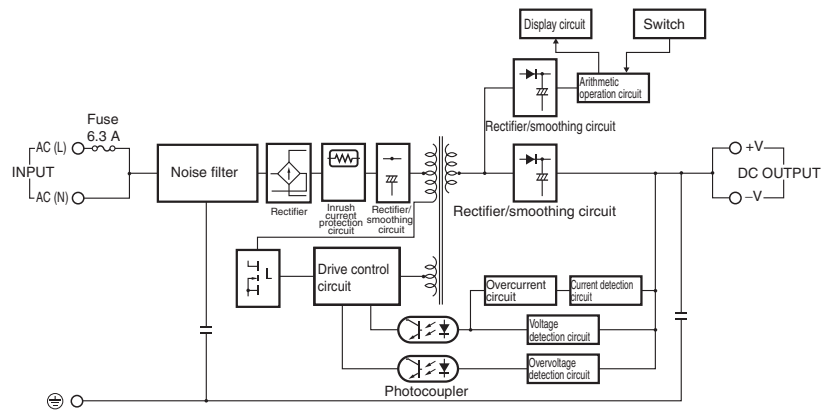 Display circuit
Switch
Arithmetic
operation circuit
Rectifier/smoothing circuit
Fuse
6.3 A
AC (L)
INPUT
AC (N)
Noise filter
Rectifier
Inrush
current
protection
circuit
Rectifier/
smoothing
circuit
Rectifier/smoothing circuit
+V
DC OUTPUT
–V
Drive control
circuit
Overcurrent
circuit
Current detection
circuit
Voltage
detection circuit
Overvoltage
detection circuit
Photocoupler